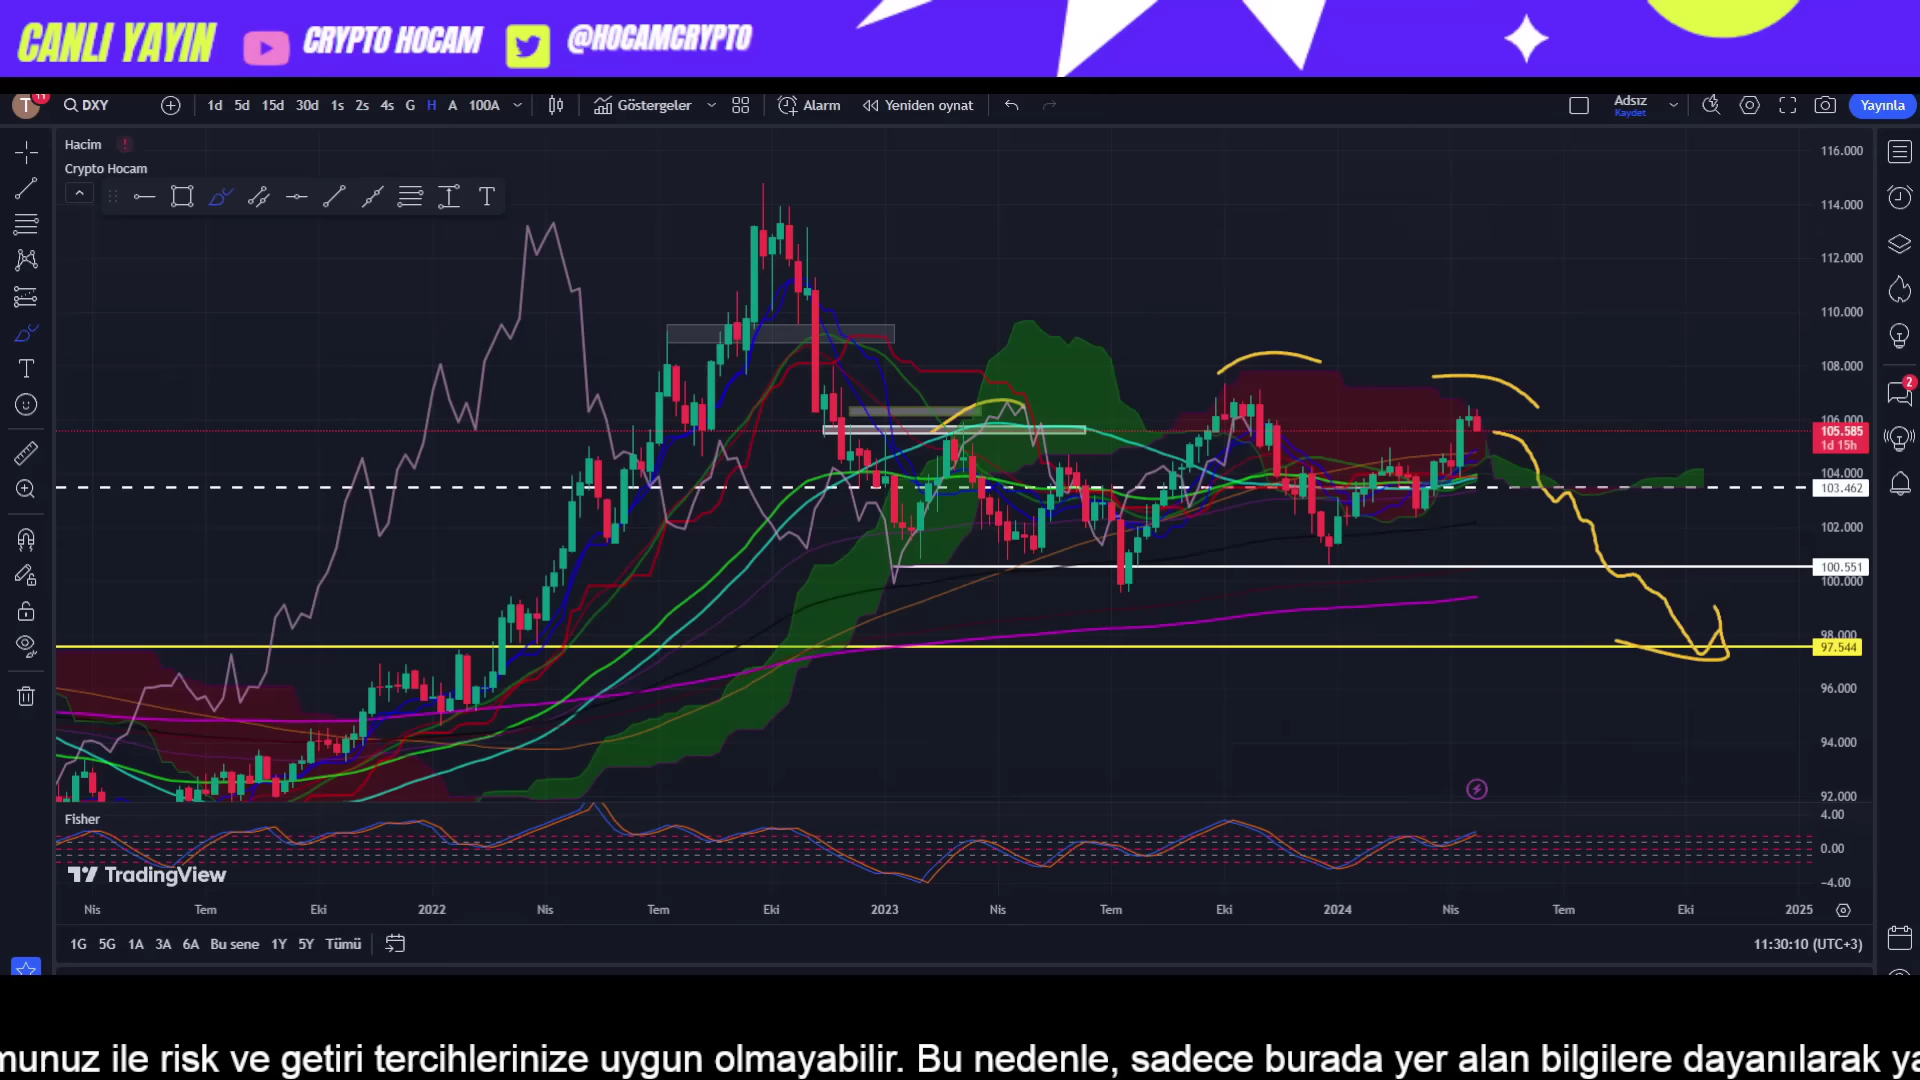 CANLI YAYIN CRYPTO HOCAM @HOCAMCRYPTO
T 11 DXY 1d 5d 15d 30d 1s 2s 4s G H A 100A Göstergeler Alarm Yeniden oynat Adsız Kaydet Yayınla
Hacim
Crypto Hocam
116.000
114.000
112.000
110.000
108.000
106.000
105.585
1d 15h
104.000
103.462
102.000
100.551
100.000
98.000
97.544
96.000
94.000
92.000
2
Fisher
4.00
0.00
-4.00
TradingView
Nis Tem Eki 2022 Nis Tem Eki 2023 Nis Tem Eki 2024 Nis Tem Eki 2025
1G 5G 1A 3A 6A Bu sene 1Y 5Y Tümü 11:30:10 (UTC+3)
munuz ile risk ve getiri tercihlerinize uygun olmayabilir. Bu nedenle, sadece burada yer alan bilgilere dayanılarak ya